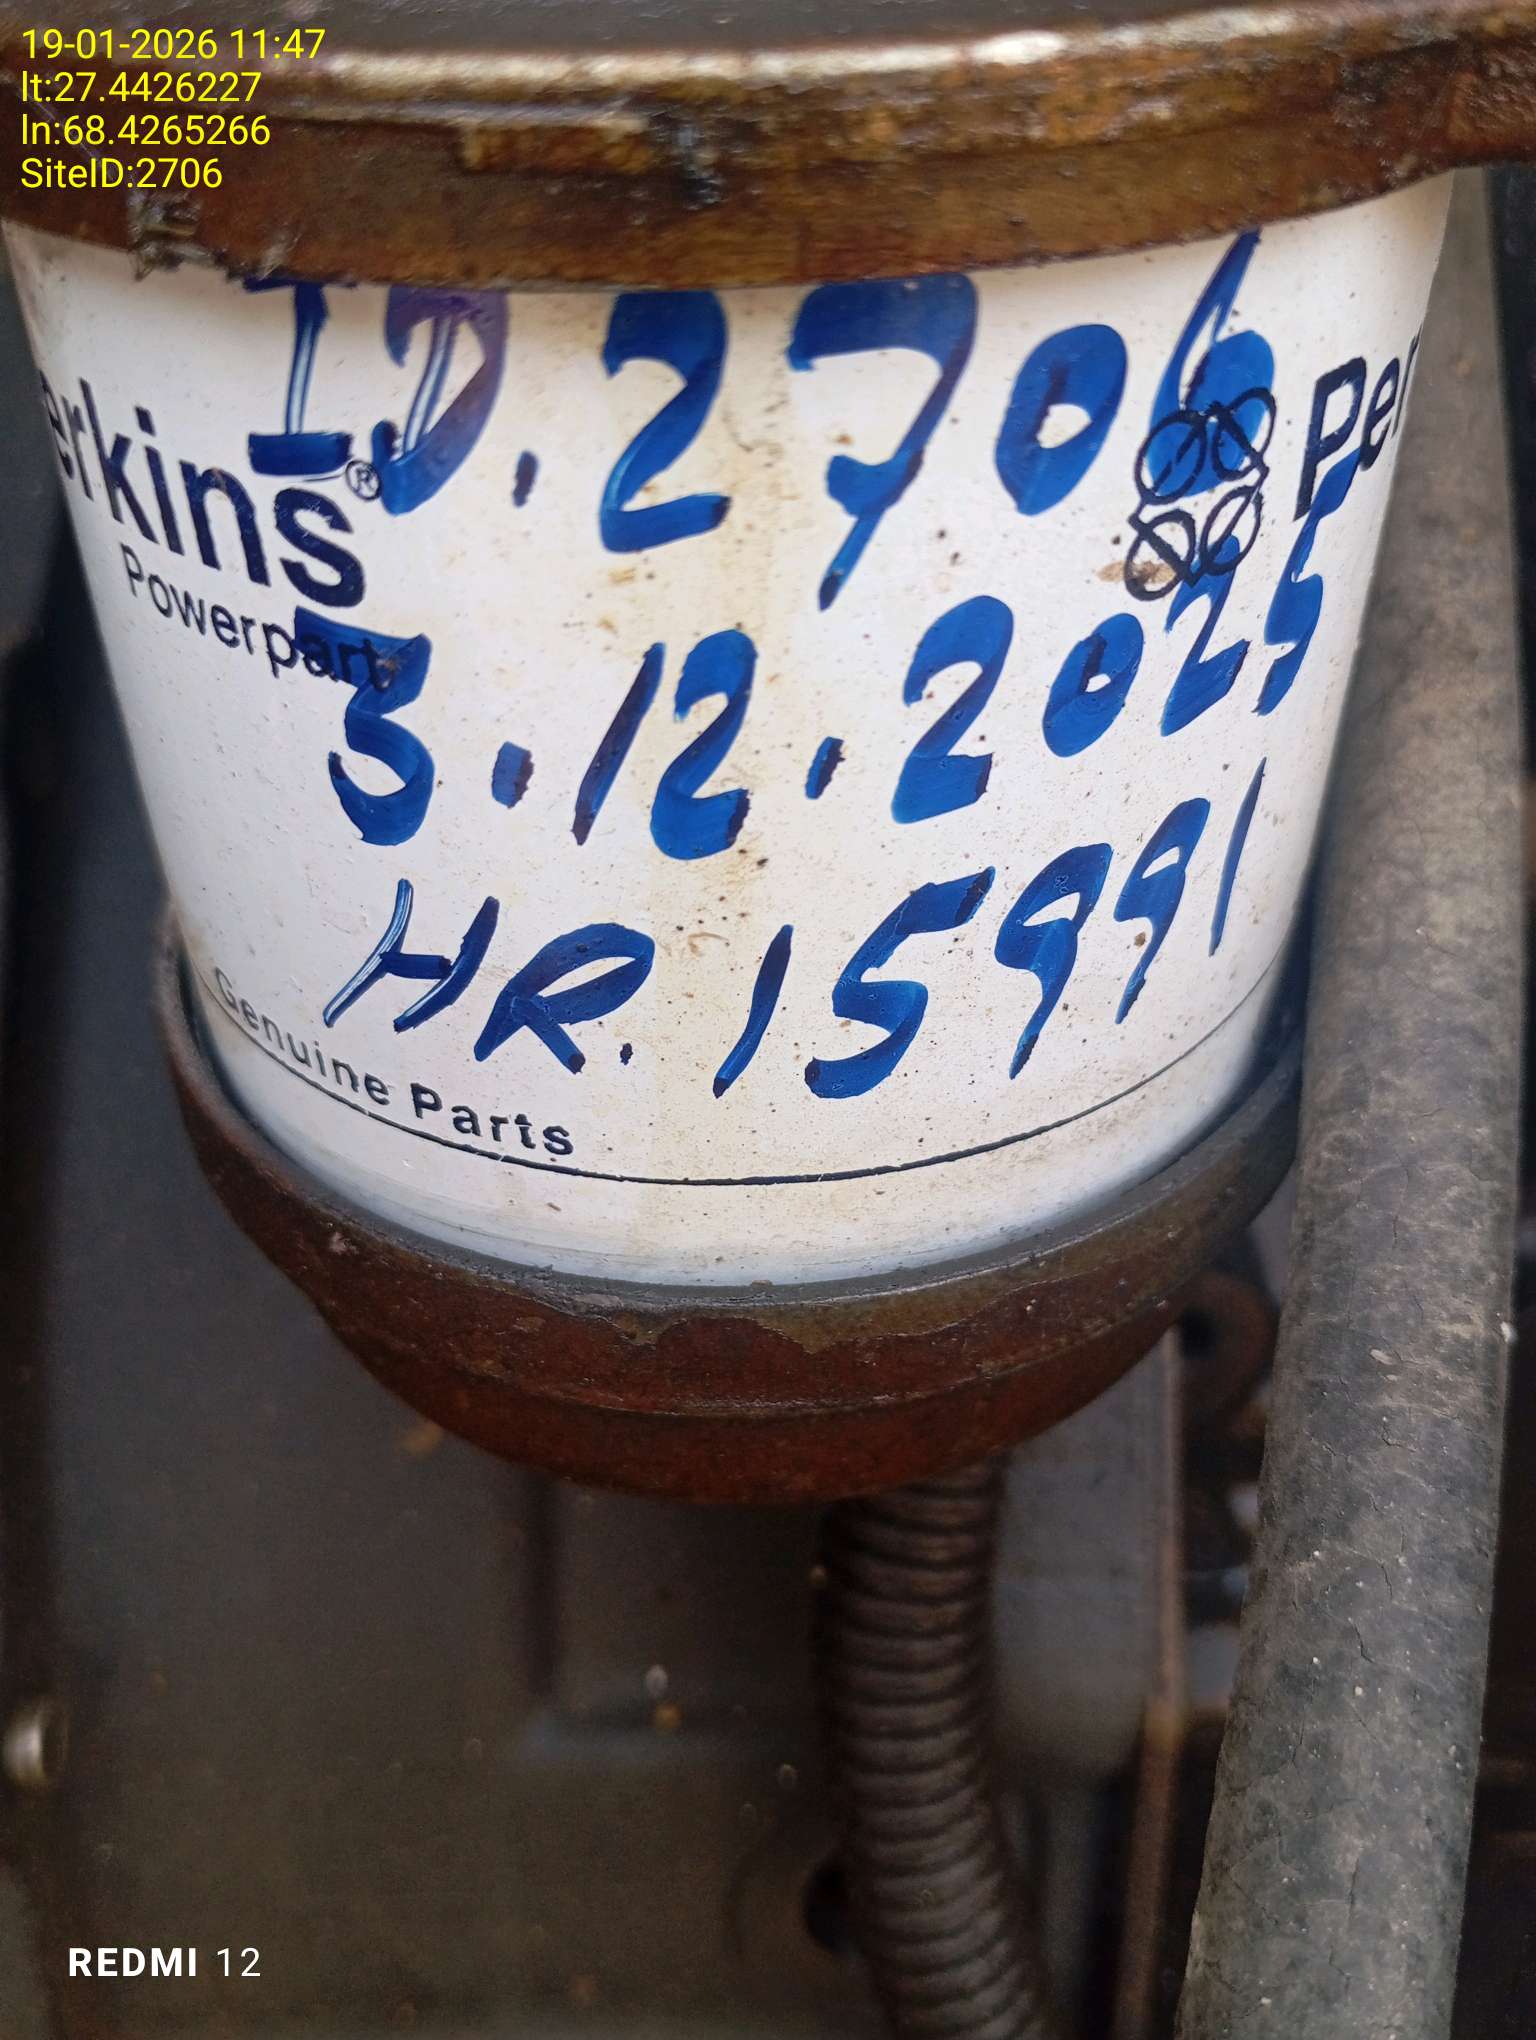 19-01-2026 11:47
lt:27.4426227
ln:68.4265266
SiteID:2706
ID.2706
erkins®
Per
Powerpart
3.12.2025
HR.15991
Genuine Parts
REDMI 12